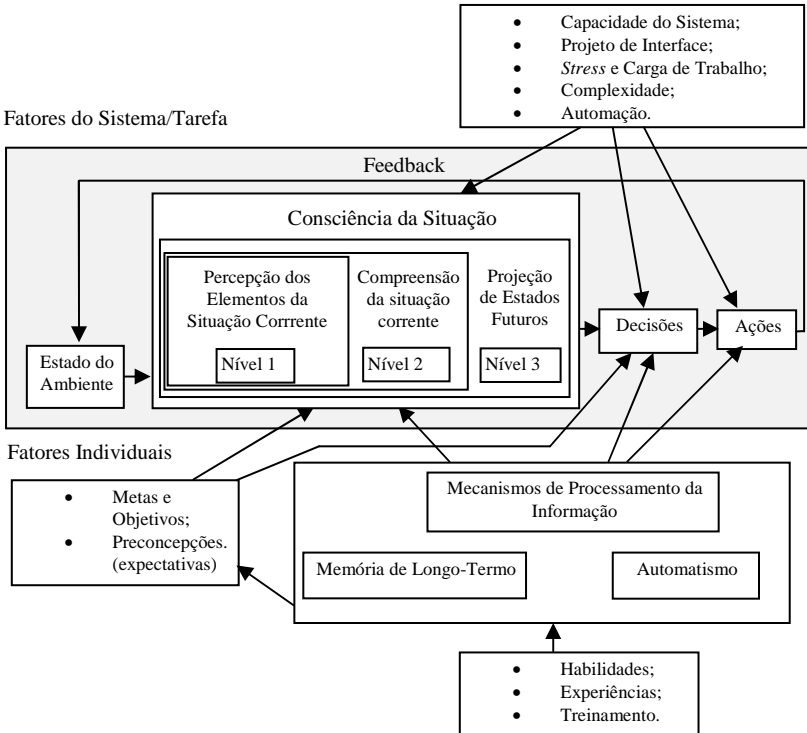 • Capacidade do Sistema;
• Projeto de Interface;
• Stress e Carga de Trabalho;
• Complexidade;
• Automação.
Fatores do Sistema/Tarefa
Feedback
Consciência da Situação
Percepção dos
Elementos da
Situação Corrrente
Nível 1
Compreensão
da situação
corrente
Nível 2
Projeção
de Estados
Futuros
Nível 3
Decisões
Ações
Estado do
Ambiente
Fatores Individuais
• Metas e
Objetivos;
• Preconcepções.
(expectativas)
Mecanismos de Processamento da
Informação
Memória de Longo-Termo
Automatismo
• Habilidades;
• Experiências;
• Treinamento.